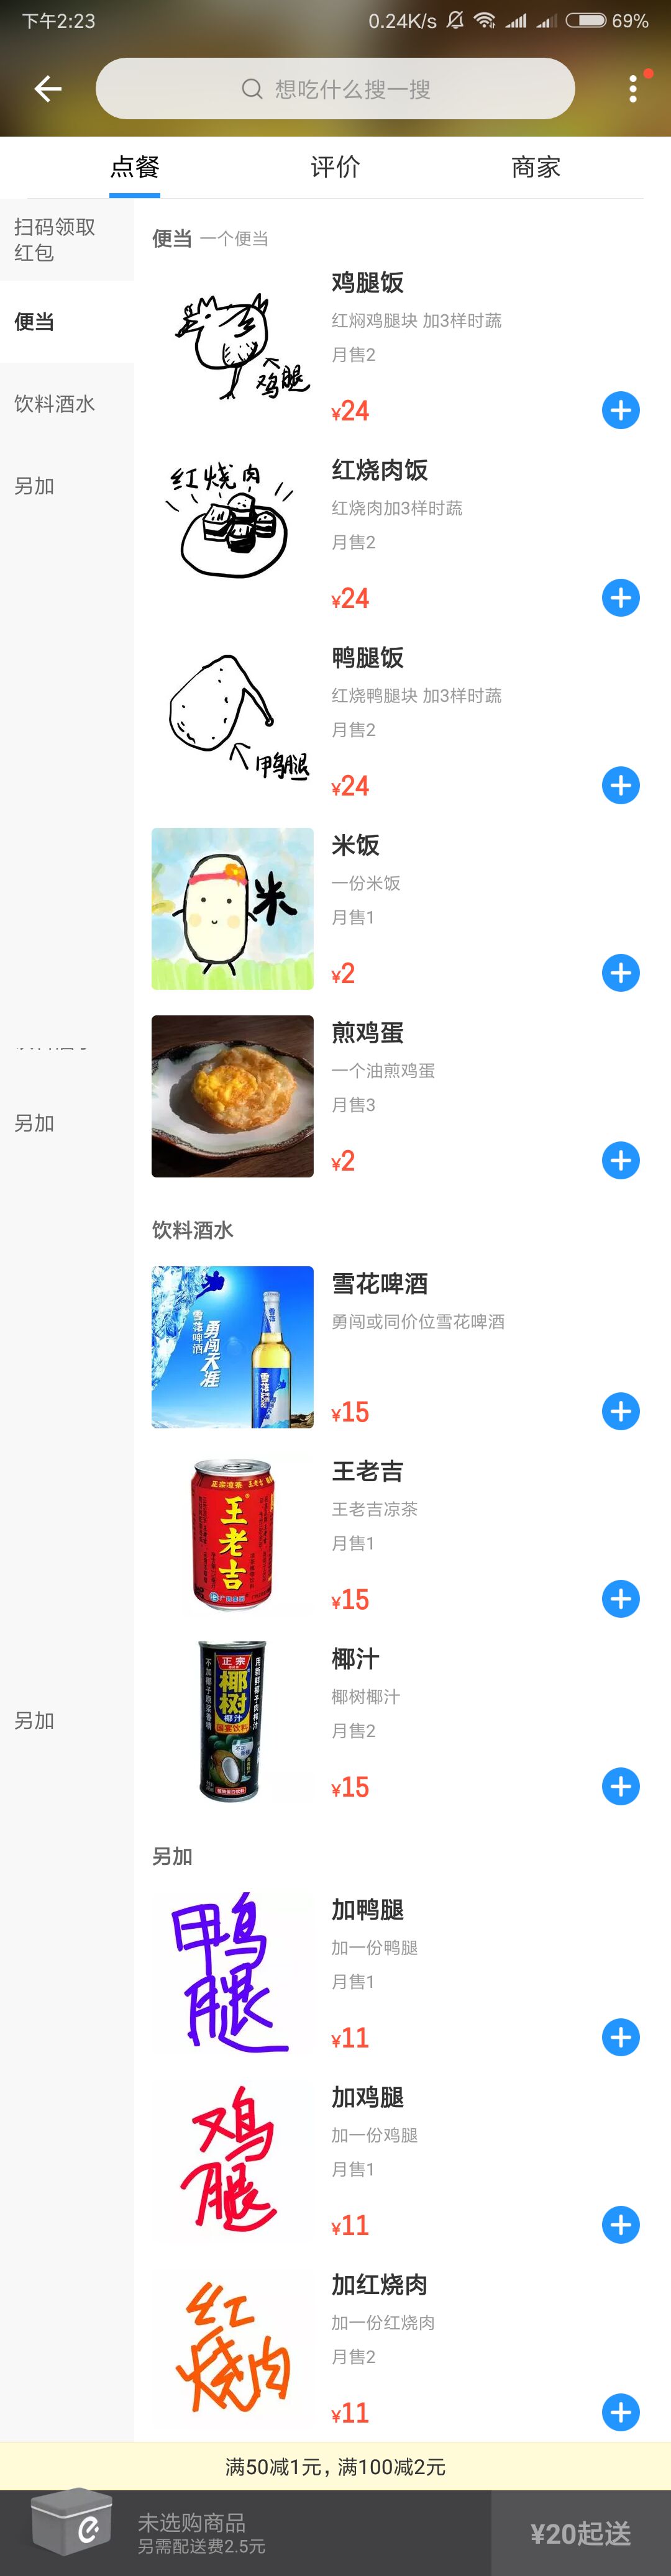 下午2:23
0.24K/s
69%
想吃什么搜一搜
点餐
评价
商家
扫码领取
红包
便当
饮料酒水
另加
便当 一个便当
鸡腿
鸡腿饭
红焖鸡腿块 加3样时蔬
月售2
¥24
红烧肉
红烧肉饭
红烧肉加3样时蔬
月售2
¥24
鸭腿
鸭腿饭
红烧鸭腿块 加3样时蔬
月售2
¥24
米
米饭
一份米饭
月售1
¥2
煎鸡蛋
一个油煎鸡蛋
月售3
¥2
另加
饮料酒水
雪花啤酒
勇闯天涯
雪花啤酒
勇闯或同价位雪花啤酒
¥15
正宗凉茶 王老吉
王老吉
王老吉
王老吉凉茶
月售1
¥15
正宗
椰树
椰汁
国宴饮料
椰汁
椰树椰汁
月售2
¥15
另加
另加
鸭腿
加鸭腿
加一份鸭腿
月售1
¥11
鸡腿
加鸡腿
加一份鸡腿
月售1
¥11
红烧肉
加红烧肉
加一份红烧肉
月售2
¥11
满50减1元，满100减2元
未选购商品
另需配送费2.5元
¥20起送